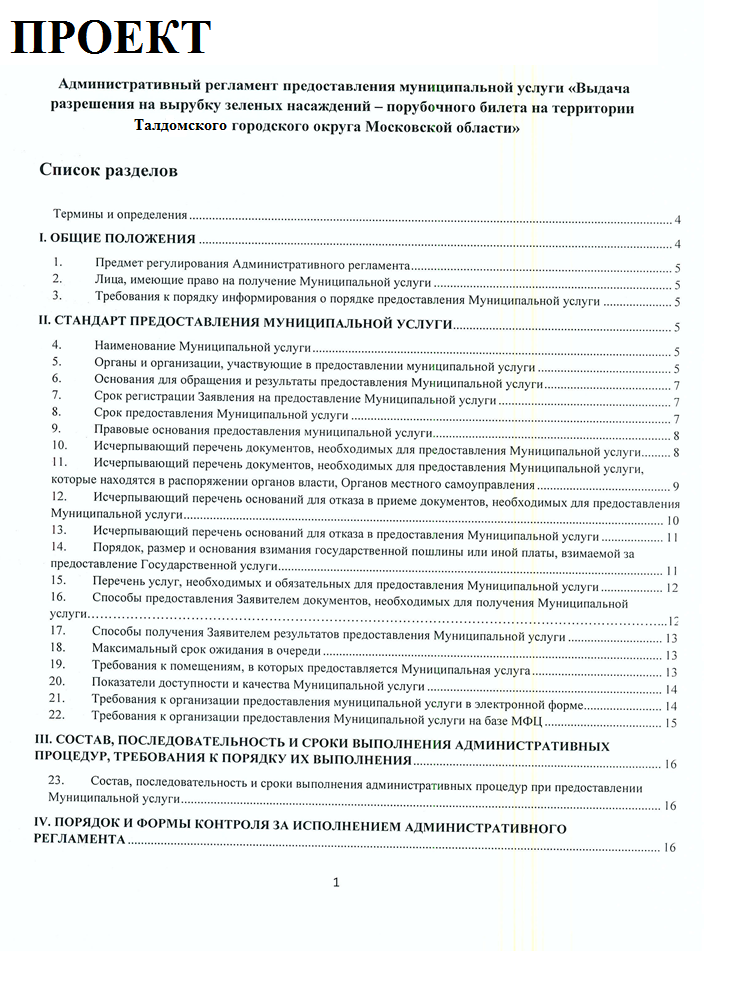 ПРОЕКТ
Административный регламент предоставления муниципальной услуги «Выдача
разрешения на вырубку зеленых насаждений – порубочного билета на территории
Талдомского городского округа Московской области»
Список разделов
Термины и определения 4
I. ОБЩИЕ ПОЛОЖЕНИЯ 4
1. Предмет регулирования Административного регламента 5
2. Лица, имеющие право на получение Муниципальной услуги 5
3. Требования к порядку информирования о порядке предоставления Муниципальной услуги 5
II. СТАНДАРТ ПРЕДОСТАВЛЕНИЯ МУНИЦИПАЛЬНОЙ УСЛУГИ 5
4. Наименование Муниципальной услуги 5
5. Органы и организации, участвующие в предоставлении муниципальной услуги 5
6. Основания для обращения и результаты предоставления Муниципальной услуги 7
7. Срок регистрации Заявления на предоставление Муниципальной услуги 7
8. Срок предоставления Муниципальной услуги 7
9. Правовые основания предоставления муниципальной услуги 8
10. Исчерпывающий перечень документов, необходимых для предоставления Муниципальной услуги 8
11. Исчерпывающий перечень документов, необходимых для предоставления Муниципальной услуги,
которые находятся в распоряжении органов власти, Органов местного самоуправления 9
12. Исчерпывающий перечень оснований для отказа в приеме документов, необходимых для предоставления
Муниципальной услуги 10
13. Исчерпывающий перечень оснований для отказа в предоставлении Муниципальной услуги 11
14. Порядок, размер и основания взимания государственной пошлины или иной платы, взимаемой за
предоставление Государственной услуги 11
15. Перечень услуг, необходимых и обязательных для предоставления Муниципальной услуги 12
16. Способы предоставления Заявителем документов, необходимых для получения Муниципальной
услуги 12
17. Способы получения Заявителем результатов предоставления Муниципальной услуги 13
18. Максимальный срок ожидания в очереди 13
19. Требования к помещениям, в которых предоставляется Муниципальная услуга 13
20. Показатели доступности и качества Муниципальной услуги 14
21. Требования к организации предоставления муниципальной услуги в электронной форме 14
22. Требования к организации предоставления Муниципальной услуги на базе МФЦ 15
III. СОСТАВ, ПОСЛЕДОВАТЕЛЬНОСТЬ И СРОКИ ВЫПОЛНЕНИЯ АДМИНИСТРАТИВНЫХ
ПРОЦЕДУР, ТРЕБОВАНИЯ К ПОРЯДКУ ИХ ВЫПОЛНЕНИЯ 16
23. Состав, последовательность и сроки выполнения административных процедур при предоставлении
Муниципальной услуги 16
IV. ПОРЯДОК И ФОРМЫ КОНТРОЛЯ ЗА ИСПОЛНЕНИЕМ АДМИНИСТРАТИВНОГО
РЕГЛАМЕНТА 16
1